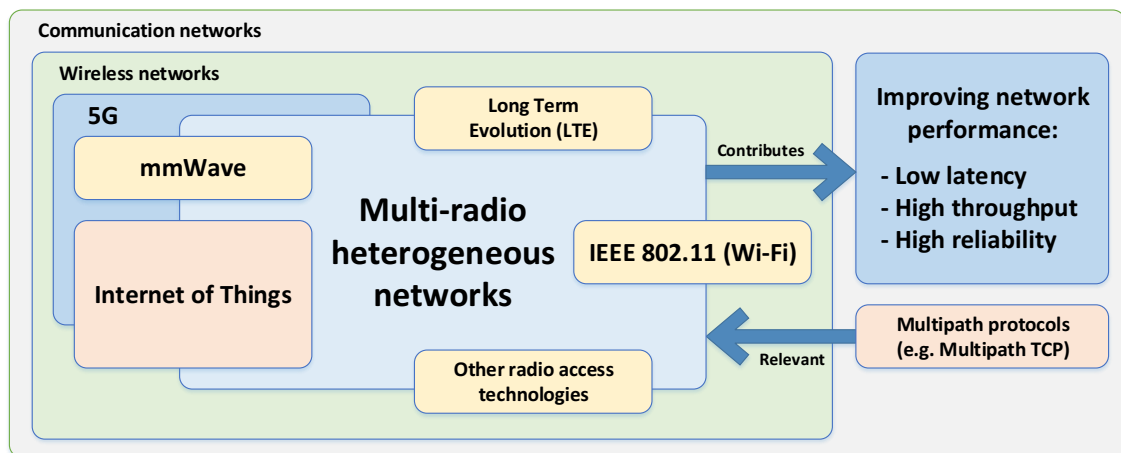 Communication networks
Wireless networks
5G
mmWave
Internet of Things
Long Term
Evolution (LTE)
Multi-radio
heterogeneous
networks
IEEE 802.11 (Wi-Fi)
Other radio access
technologies
Contributes
Relevant
Improving network
performance:
- Low latency
- High throughput
- High reliability
Multipath protocols
(e.g. Multipath TCP)